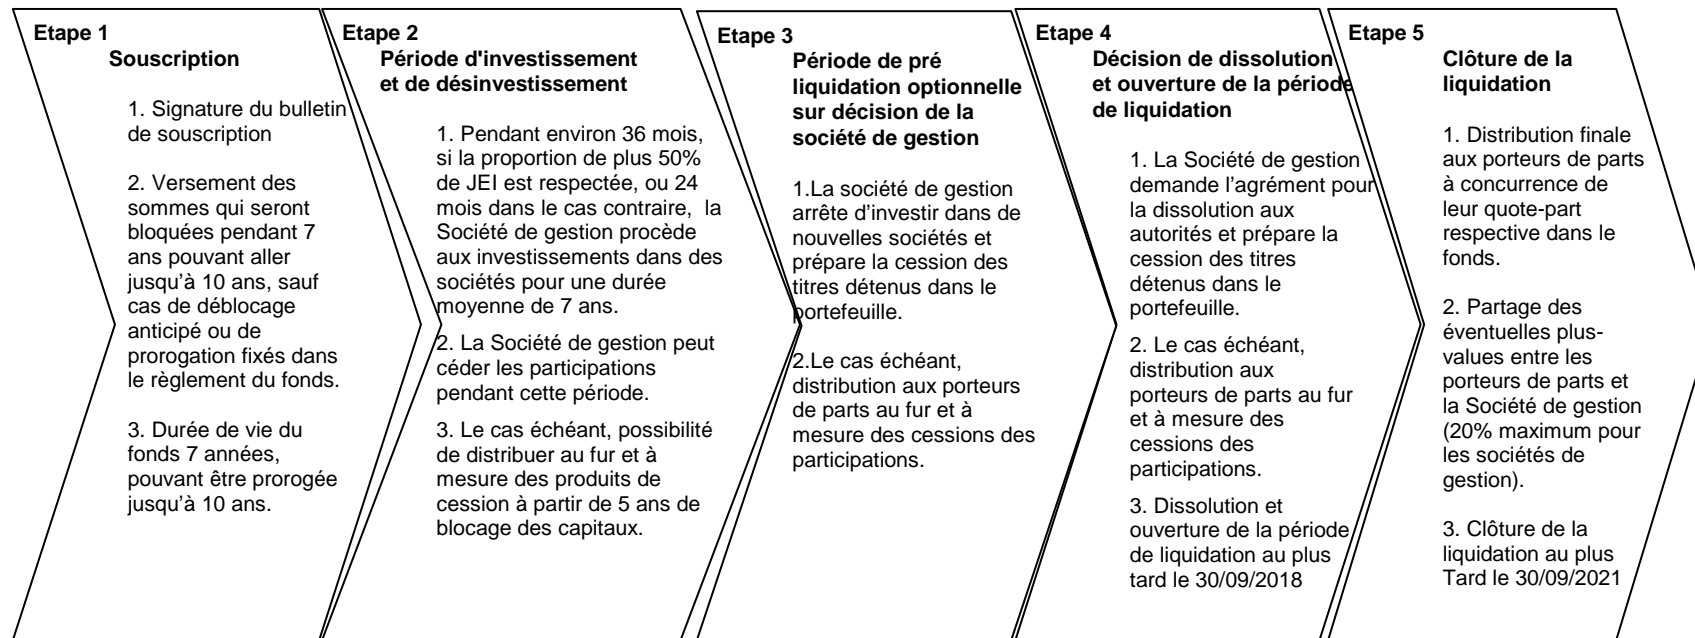 Etape 1
Souscription
1. Signature du bulletin
de souscription
2. Versement des
sommes qui seront
bloquées pendant 7
ans pouvant aller
jusqu’à 10 ans, sauf
cas de déblocage
anticipé ou de
prorogation fixés dans
le règlement du fonds.
3. Durée de vie du
fonds 7 années,
pouvant être prorogée
jusqu’à 10 ans.
Etape 2
Période d'investissement
et de désinvestissement
1. Pendant environ 36 mois,
si la proportion de plus 50%
de JEI est respectée, ou 24
mois dans le cas contraire, la
Société de gestion procède
aux investissements dans des
sociétés pour une durée
moyenne de 7 ans.
2. La Société de gestion peut
céder les participations
pendant cette période.
3. Le cas échéant, possibilité
de distribuer au fur et à
mesure des produits de
cession à partir de 5 ans de
blocage des capitaux.
Etape 3
Période de pré
liquidation optionnelle
sur décision de la
société de gestion
1.La société de gestion
arrête d’investir dans de
nouvelles sociétés et
prépare la cession des
titres détenus dans le
portefeuille.
2.Le cas échéant,
distribution aux porteurs
de parts au fur et à
mesure des cessions des
participations.
Etape 4
Décision de dissolution
et ouverture de la période
de liquidation
1. La Société de gestion
demande l’agrément pour
la dissolution aux
autorités et prépare la
cession des titres
détenus dans le
portefeuille.
2. Le cas échéant,
distribution aux
porteurs de parts au fur
et à mesure des
cessions des
participations.
3. Dissolution et
ouverture de la période
de liquidation au plus
tard le 30/09/2018
Etape 5
Clôture de la
liquidation
1. Distribution finale
aux porteurs de parts
à concurrence de
leur quote-part
respective dans le
fonds.
2. Partage des
éventuelles plus-
values entre les
porteurs de parts et
la Société de gestion
(20% maximum pour
les sociétés de
gestion).
3. Clôture de la
liquidation au plus
Tard le 30/09/2021